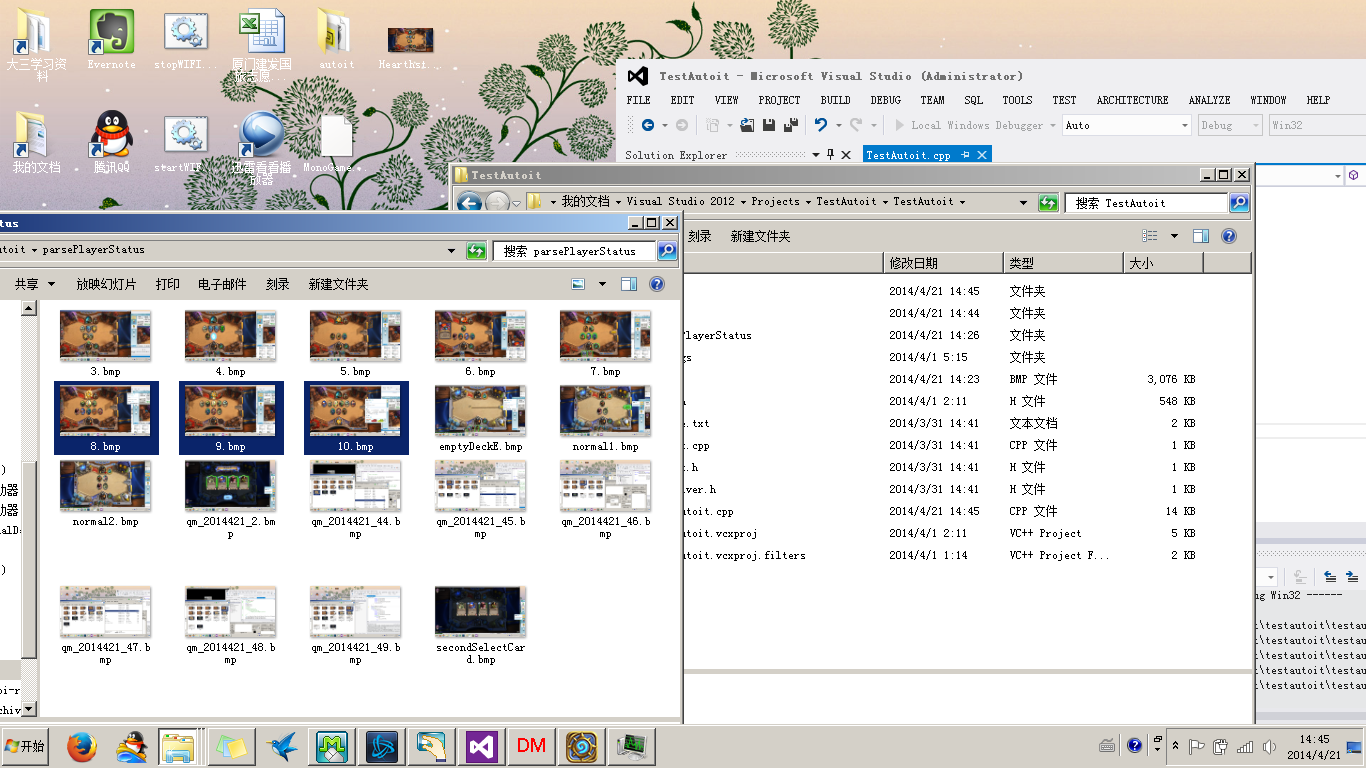 大三学习资料
Evernote
stopWIFI...
厦门建发国旅志愿...
autoit
Hearthst...
我的文档
腾讯QQ
startWIF...
迅雷看看播放器
MonoGame...
TestAutoit - Microsoft Visual Studio (Administrator)
FILE EDIT VIEW PROJECT BUILD DEBUG TEAM SQL TOOLS TEST ARCHITECTURE ANALYZE WINDOW HELP
Local Windows Debugger Auto Debug Win32
Solution Explorer
TestAutoit.cpp
TestAutoit
我的文档 Visual Studio 2012 Projects TestAutoit TestAutoit
搜索 TestAutoit
刻录 新建文件夹
修改日期 类型 大小
2014/4/21 14:45 文件夹
2014/4/21 14:44 文件夹
PlayerStatus 2014/4/21 14:26 文件夹
gs 2014/4/1 5:15 文件夹
2014/4/21 14:23 BMP 文件 3,076 KB
2014/4/1 2:11 H 文件 548 KB
e.txt 2014/3/31 14:41 文本文档 2 KB
t.cpp 2014/3/31 14:41 CPP 文件 1 KB
t.h 2014/3/31 14:41 H 文件 1 KB
ver.h 2014/3/31 14:41 H 文件 1 KB
utoit.cpp 2014/4/21 14:45 CPP 文件 14 KB
utoit.vcxproj 2014/4/1 2:11 VC++ Project 5 KB
utoit.vcxproj.filters 2014/4/1 1:14 VC++ Project F... 2 KB
tus
utoit parsePlayerStatus
搜索 parsePlayerStatus
共享 放映幻灯片 打印 电子邮件 刻录 新建文件夹
3.bmp 4.bmp 5.bmp 6.bmp 7.bmp
8.bmp 9.bmp 10.bmp emptyDeckE.bmp normal1.bmp
normal2.bmp
qm_2014421_2.bmp
qm_2014421_44.bmp
qm_2014421_45.bmp
qm_2014421_46.bmp
qm_2014421_47.bmp
qm_2014421_48.bmp
qm_2014421_49.bmp
secondSelectCard.bmp
)
动器
动器
)
oi-r
chiv
ug Win32 ------
t\testautoit\testau
t\testautoit\testau
t\testautoit\testau
t\testautoit\testau
t\testautoit\testau
开始
DM
14:45
2014/4/21